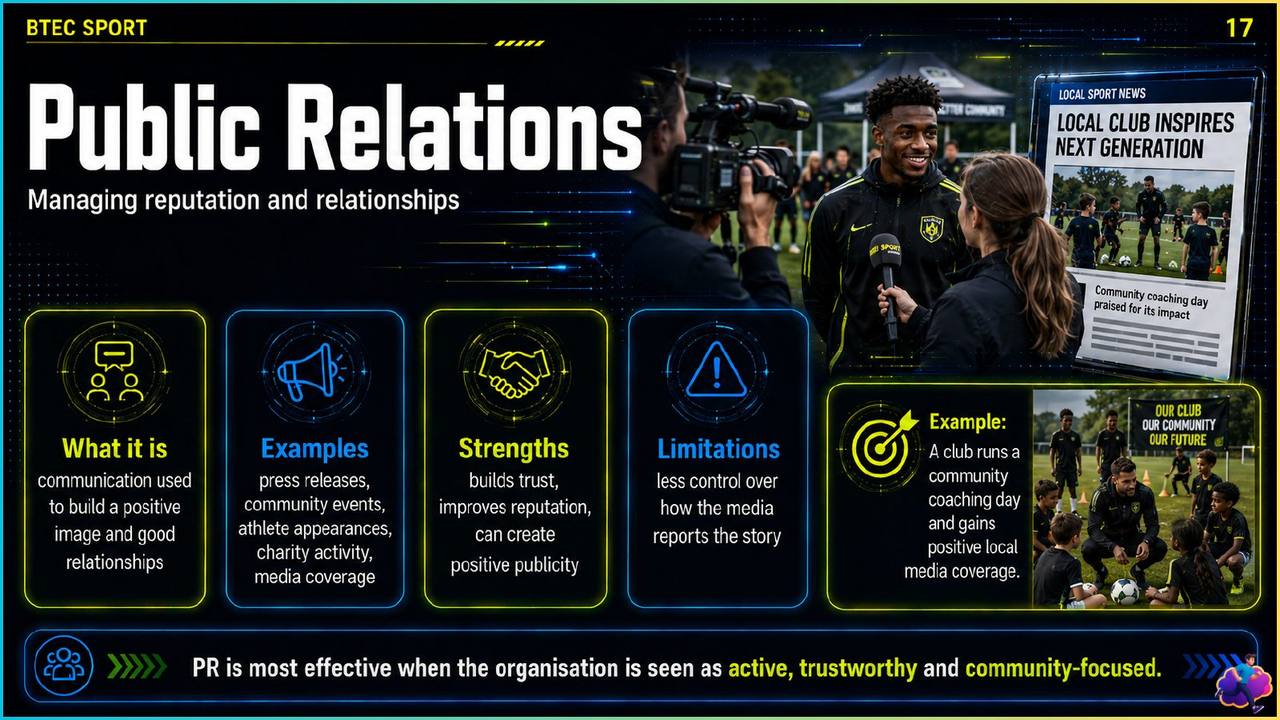 BTEC SPORT
17
Public Relations
Managing reputation and relationships
LOCAL SPORT NEWS
LOCAL CLUB INSPIRES
NEXT GENERATION
Community coaching day
praised for its impact
What it is
communication used
to build a positive
image and good
relationships
Examples
press releases,
community events,
athlete appearances,
charity activity,
media coverage
Strengths
builds trust,
improves reputation,
can create
positive publicity
Limitations
less control over
how the media
reports the story
Example:
A club runs a
community
coaching day
and gains
positive local
media coverage.
OUR CLUB
OUR COMMUNITY
OUR FUTURE
PR is most effective when the organisation is seen as active, trustworthy and community-focused.